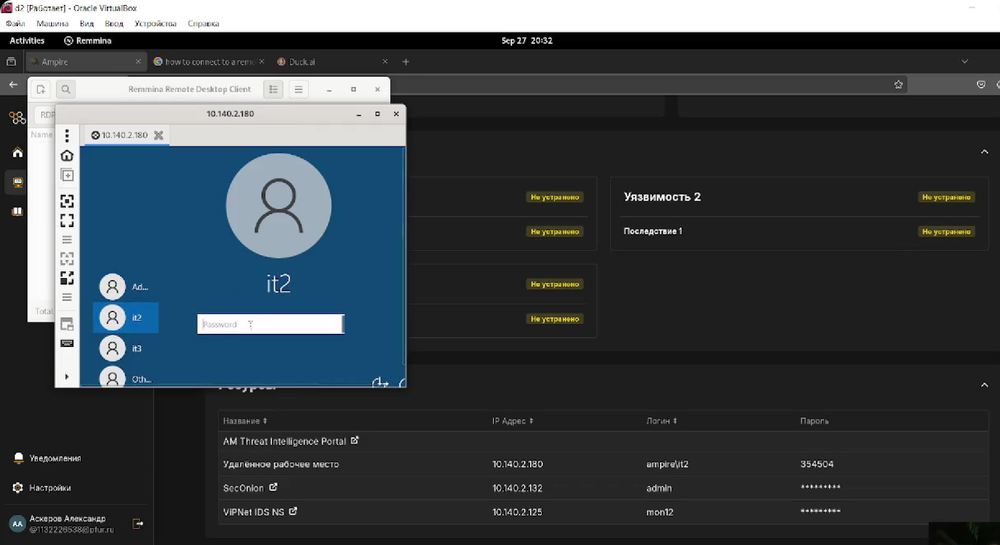 d2 [Работает] - Oracle VirtualBox
Файл Машина Вид Ввод Устройства Справка
Activities Remmina Sep 27 20:32
Ampire how to connect to a remo Duck.ai
Remmina Remote Desktop Client
RDP
10.140.2.180
Name
10.140.2.180
it2
Ad...
it2
it3
Oth...
Password
Total
Не устранено
Не устранено
Уязвимость 2 Не устранено
Последствие 1 Не устранено
Не устранено
Не устранено
Название IP Адрес Логин Пароль
AM Threat Intelligence Portal
Удалённое рабочее место 10.140.2.180 ampire\it2 354504
SecOnion 10.140.2.132 admin *********
ViPNet IDS NS 10.140.2.125 mon12 *********
Уведомления
Настройки
AA Аскеров Александр
@1132226538@pfur.ru